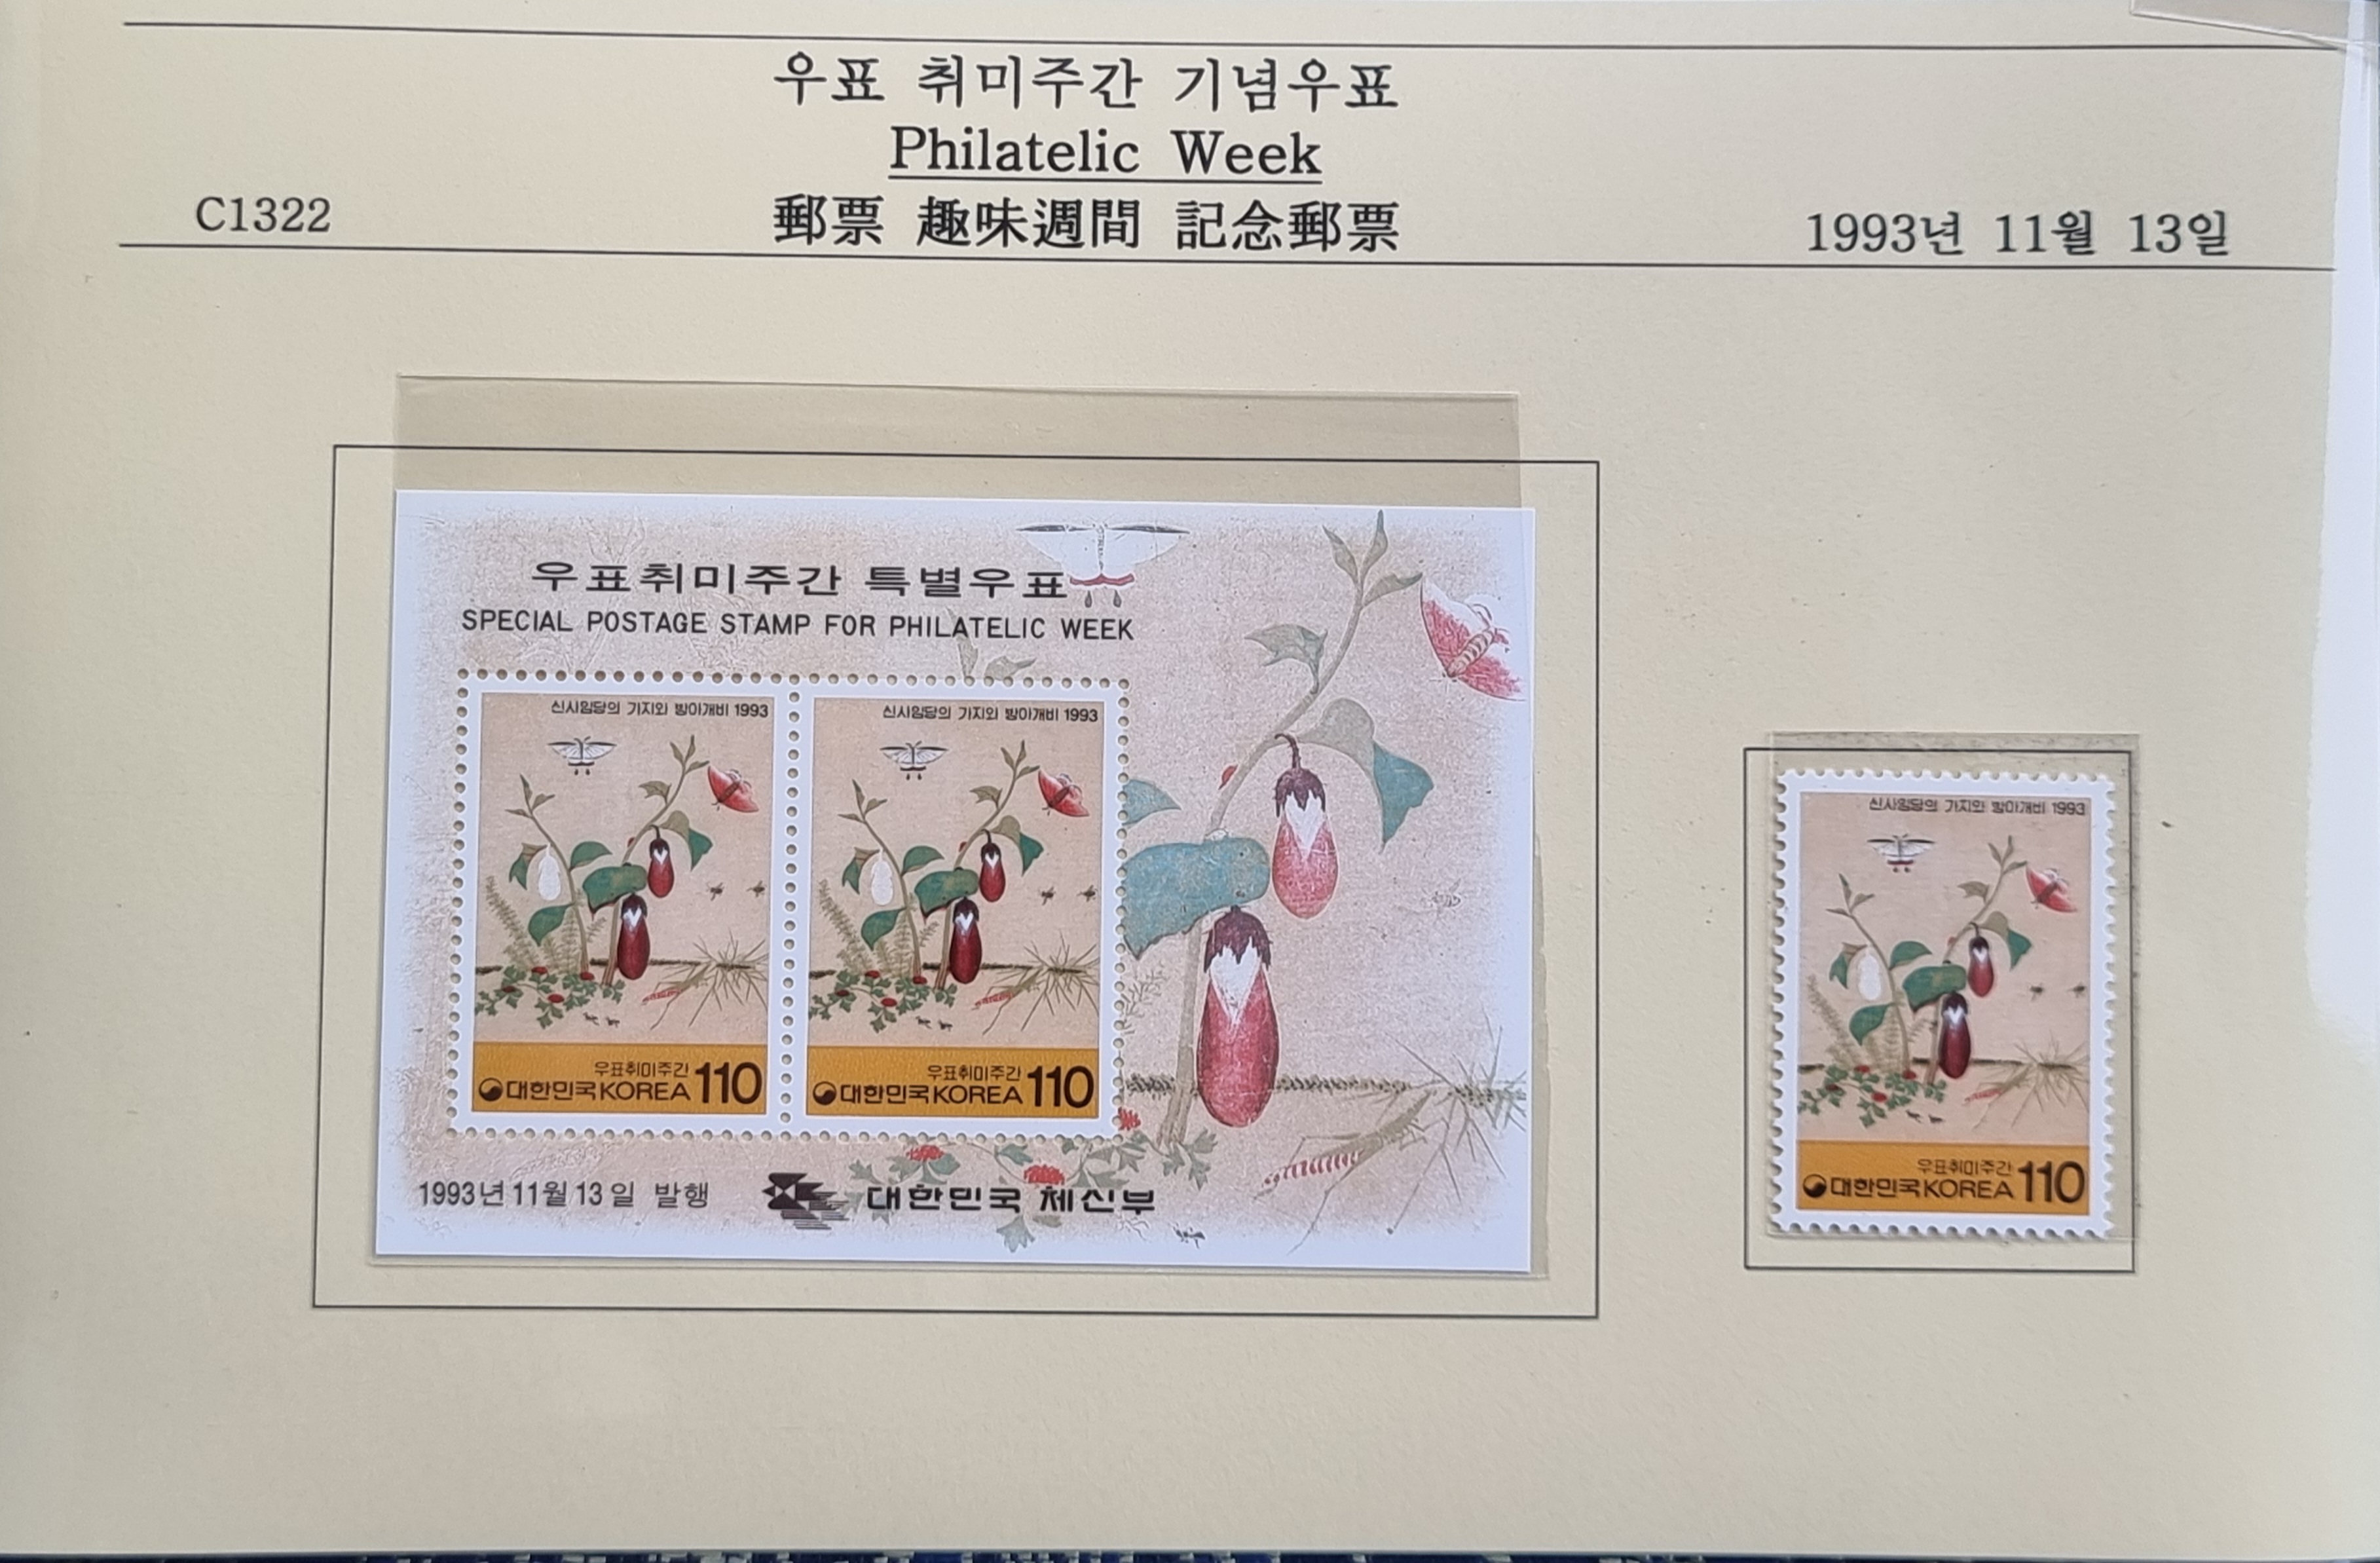 우표 취미주간 기념우표
Philatelic Week
C1322
郵票 趣味週間 記念郵票
1993년 11월 13일
우표취미주간 특별우표
SPECIAL POSTAGE STAMP FOR PHILATELIC WEEK
신사임당의 가지와 방아개비 1993
우표취미주간
대한민국 KOREA 110
신사임당의 가지와 방아개비 1993
우표취미주간
대한민국 KOREA 110
1993년 11월 13일 발행
대한민국 체신부
신사임당의 가지와 방아개비 1993
우표취미주간
대한민국 KOREA 110